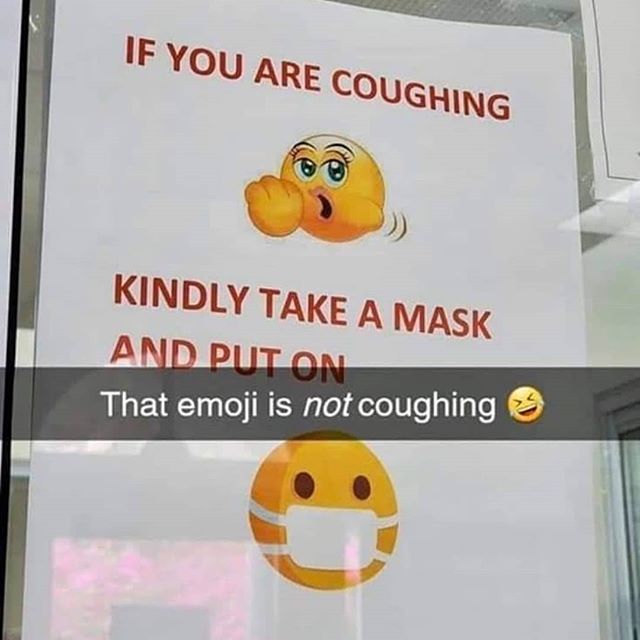 IF YOU ARE COUGHING
KINDLY TAKE A MASK
AND PUT ON
That emoji is not coughing 🤣